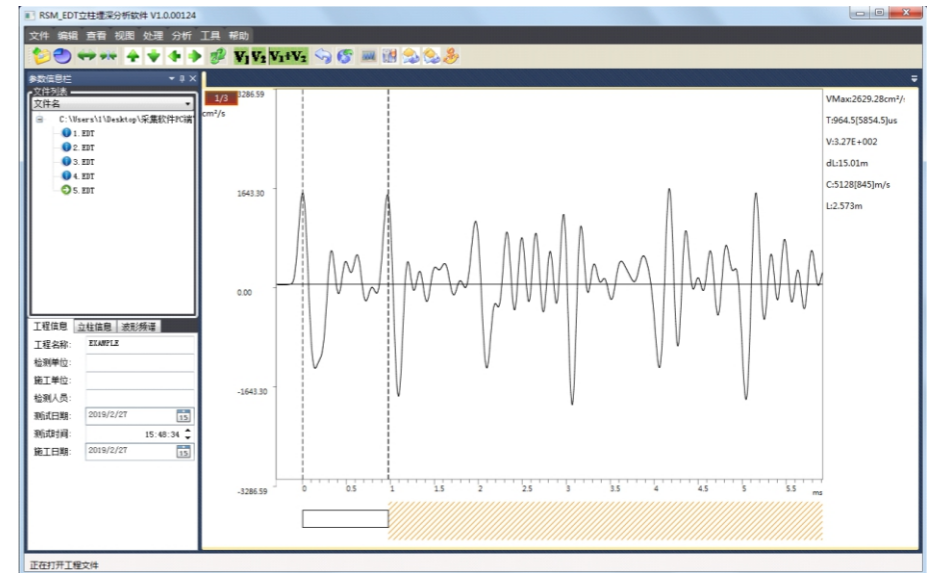 RSM_EDT立柱埋深分析软件 V1.0.00124
文件 编辑 查看 视图 处理 分析 工具 帮助
V1 V2 V1+V2
参数信息栏
文件列表
文件名
C:\Users\1\Desktop\采集软件PC端
1. EDT
2. EDT
3. EDT
4. EDT
5. EDT
工程信息 立柱信息 波形频谱
工程名称: EXAMPLE
检测单位:
施工单位:
检测人员:
测试日期: 2019/2/27 15
测试时间: 15:48:34
施工日期: 2019/2/27 15
1/3 3286.59
cm²/s
1643.30
0.00
-1643.30
-3286.59
0 0.5 1 1.5 2 2.5 3 3.5 4 4.5 5 5.5 ms
VMax:2629.28cm²/
T:964.5[5854.5]us
V:3.27E+002
dL:15.01m
C:5128[845]m/s
L:2.573m
正在打开工程文件